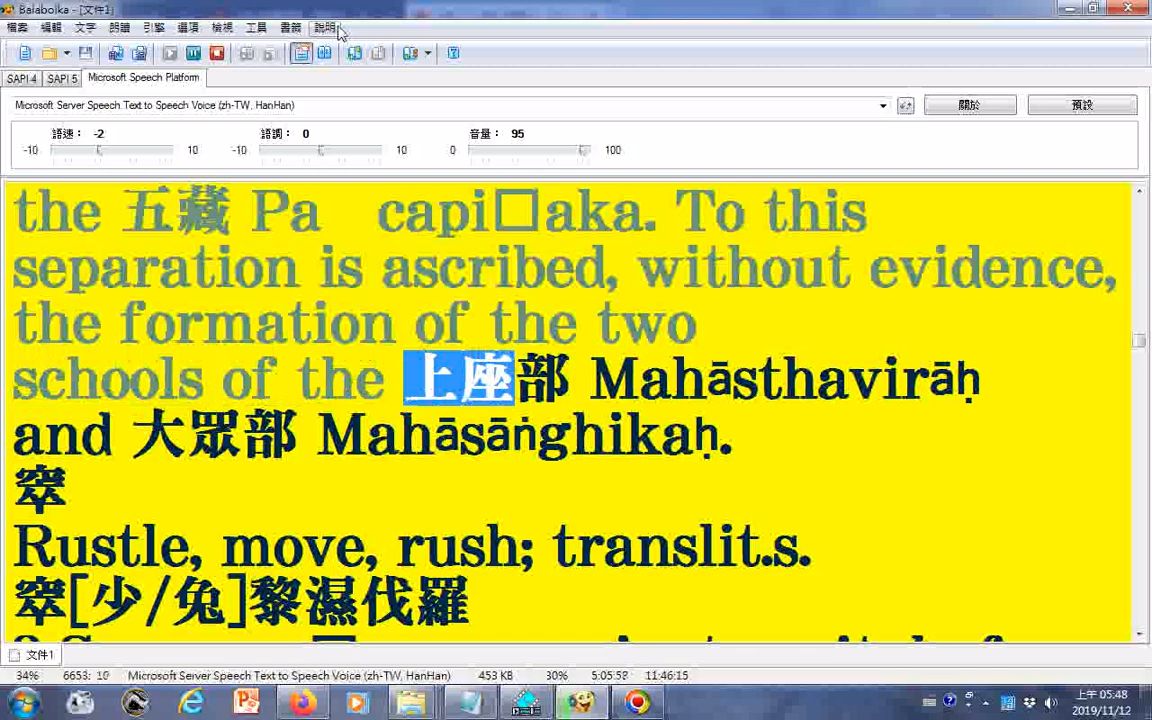 Balabolka - [文件1]
檔案 編輯 文字 朗讀 引擎 選項 檢視 工具 書籤 說明
SAPI 4 SAPI 5 Microsoft Speech Platform
Microsoft Server Speech Text to Speech Voice (zh-TW, HanHan) 關於 預設
語速： -2 語調： 0 音量： 95
-10 10 -10 10 0 100
the 五藏 Pa capi□aka. To this
separation is ascribed, without evidence,
the formation of the two
schools of the 上座部 Mahāsthavirāḥ
and 大眾部 Mahāsāṅghikaḥ.
窣
Rustle, move, rush; translit.s.
窣[少/兔]黎濕伐羅
文件1
34% 6653: 10 Microsoft Server Speech Text to Speech Voice (zh-TW, HanHan) 453 KB 30% 5:05:58 11:46:15
上午 05:48
2019/11/12